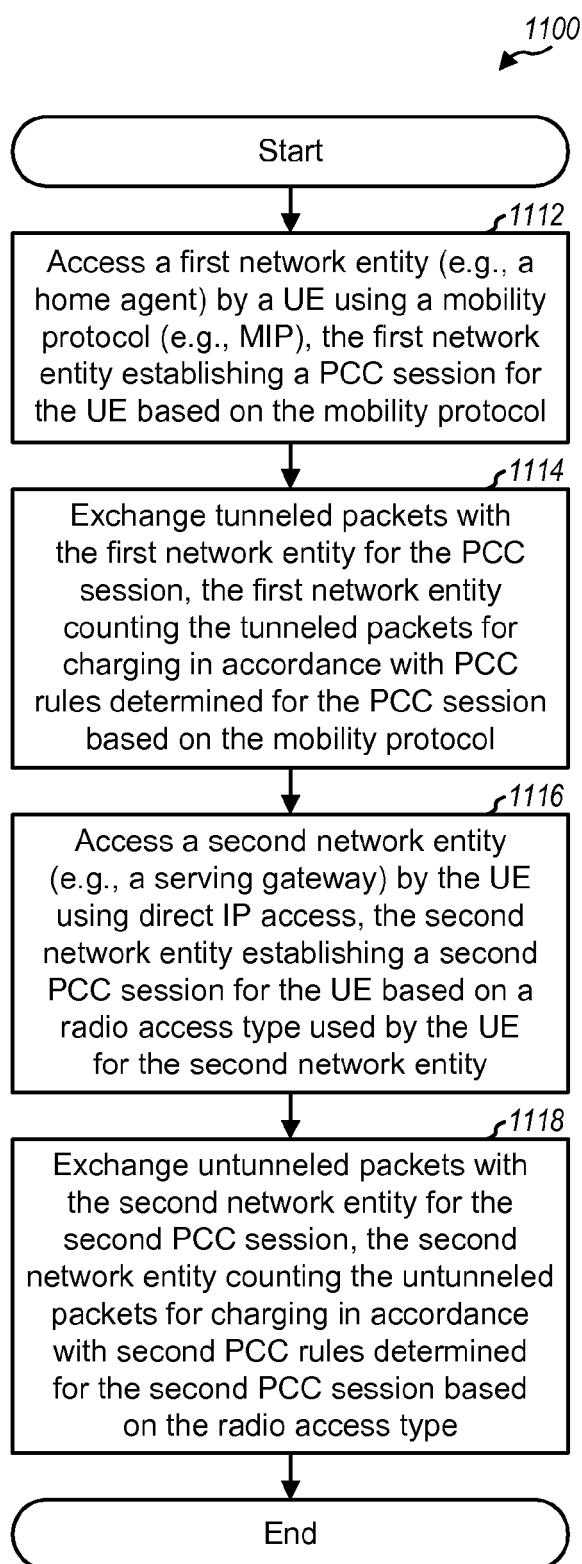 1100
Start
1112
Access a first network entity (e.g., a
home agent) by a UE using a mobility
protocol (e.g., MIP), the first network
entity establishing a PCC session for
the UE based on the mobility protocol
1114
Exchange tunneled packets with
the first network entity for the PCC
session, the first network entity
counting the tunneled packets for
charging in accordance with PCC
rules determined for the PCC session
based on the mobility protocol
1116
Access a second network entity
(e.g., a serving gateway) by the UE
using direct IP access, the second
network entity establishing a second
PCC session for the UE based on a
radio access type used by the UE
for the second network entity
1118
Exchange untunneled packets with
the second network entity for the
second PCC session, the second
network entity counting the untunneled
packets for charging in accordance
with second PCC rules determined
for the second PCC session based
on the radio access type
End